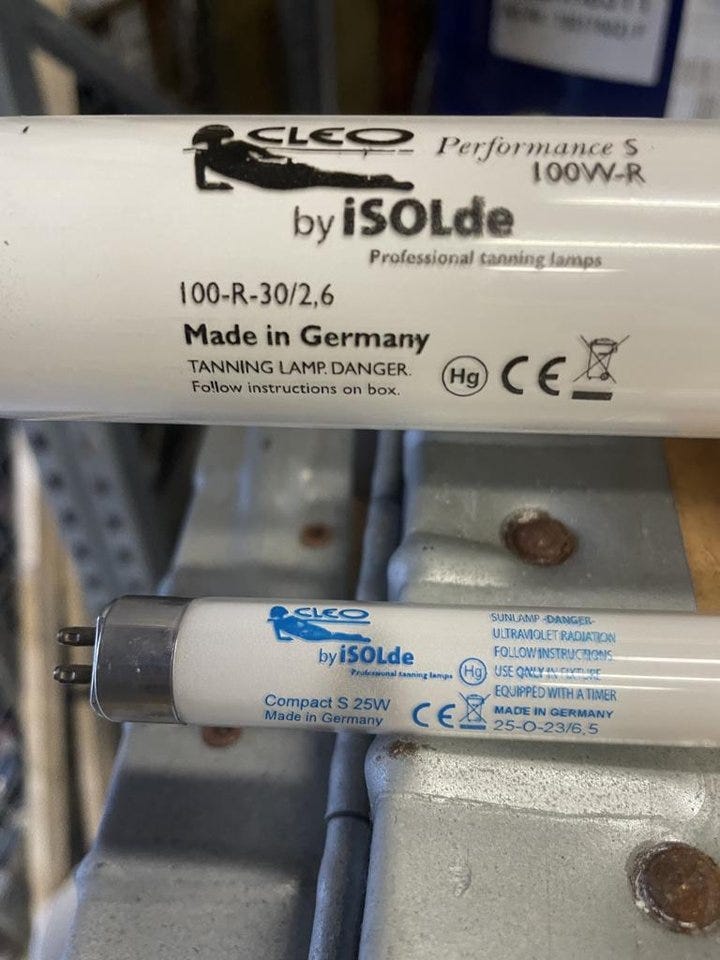 CLEO Performance S
100W-R
by iSOLde
Professional tanning lamps
100-R-30/2,6
Made in Germany
TANNING LAMP. DANGER.
Follow instructions on box.
Hg CE
CLEO
by iSOLde
Professional tanning lamps
Compact S 25W
Made in Germany
Hg
CE
SUNLAMP -DANGER-
ULTRAVIOLET RADIATION
FOLLOW INSTRUCTIONS
USE ONLY IN FIXTURE
EQUIPPED WITH A TIMER
MADE IN GERMANY
25-O-23/6,5